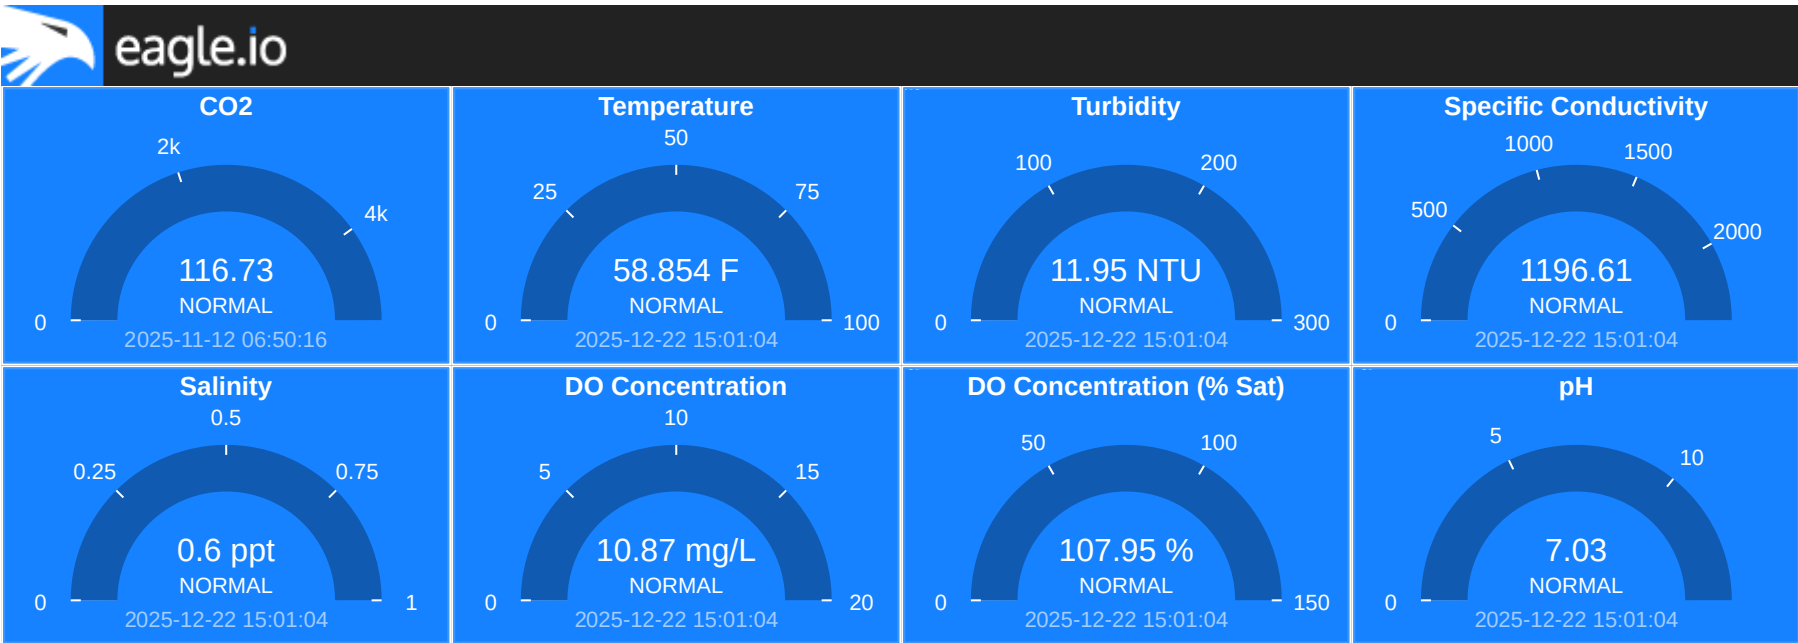 eagle.io
CO2
2k
4k
116.73
NORMAL
0
2025-11-12 06:50:16
Temperature
50
25
75
58.854 F
NORMAL
0
100
2025-12-22 15:01:04
Turbidity
100
200
11.95 NTU
NORMAL
0
300
2025-12-22 15:01:04
Specific Conductivity
1000
1500
500
2000
1196.61
NORMAL
0
2025-12-22 15:01:04
Salinity
0.5
0.25
0.75
0.6 ppt
NORMAL
0
1
2025-12-22 15:01:04
DO Concentration
10
5
15
10.87 mg/L
NORMAL
0
20
2025-12-22 15:01:04
DO Concentration (% Sat)
50
100
107.95 %
NORMAL
0
150
2025-12-22 15:01:04
pH
5
10
7.03
NORMAL
0
2025-12-22 15:01:04